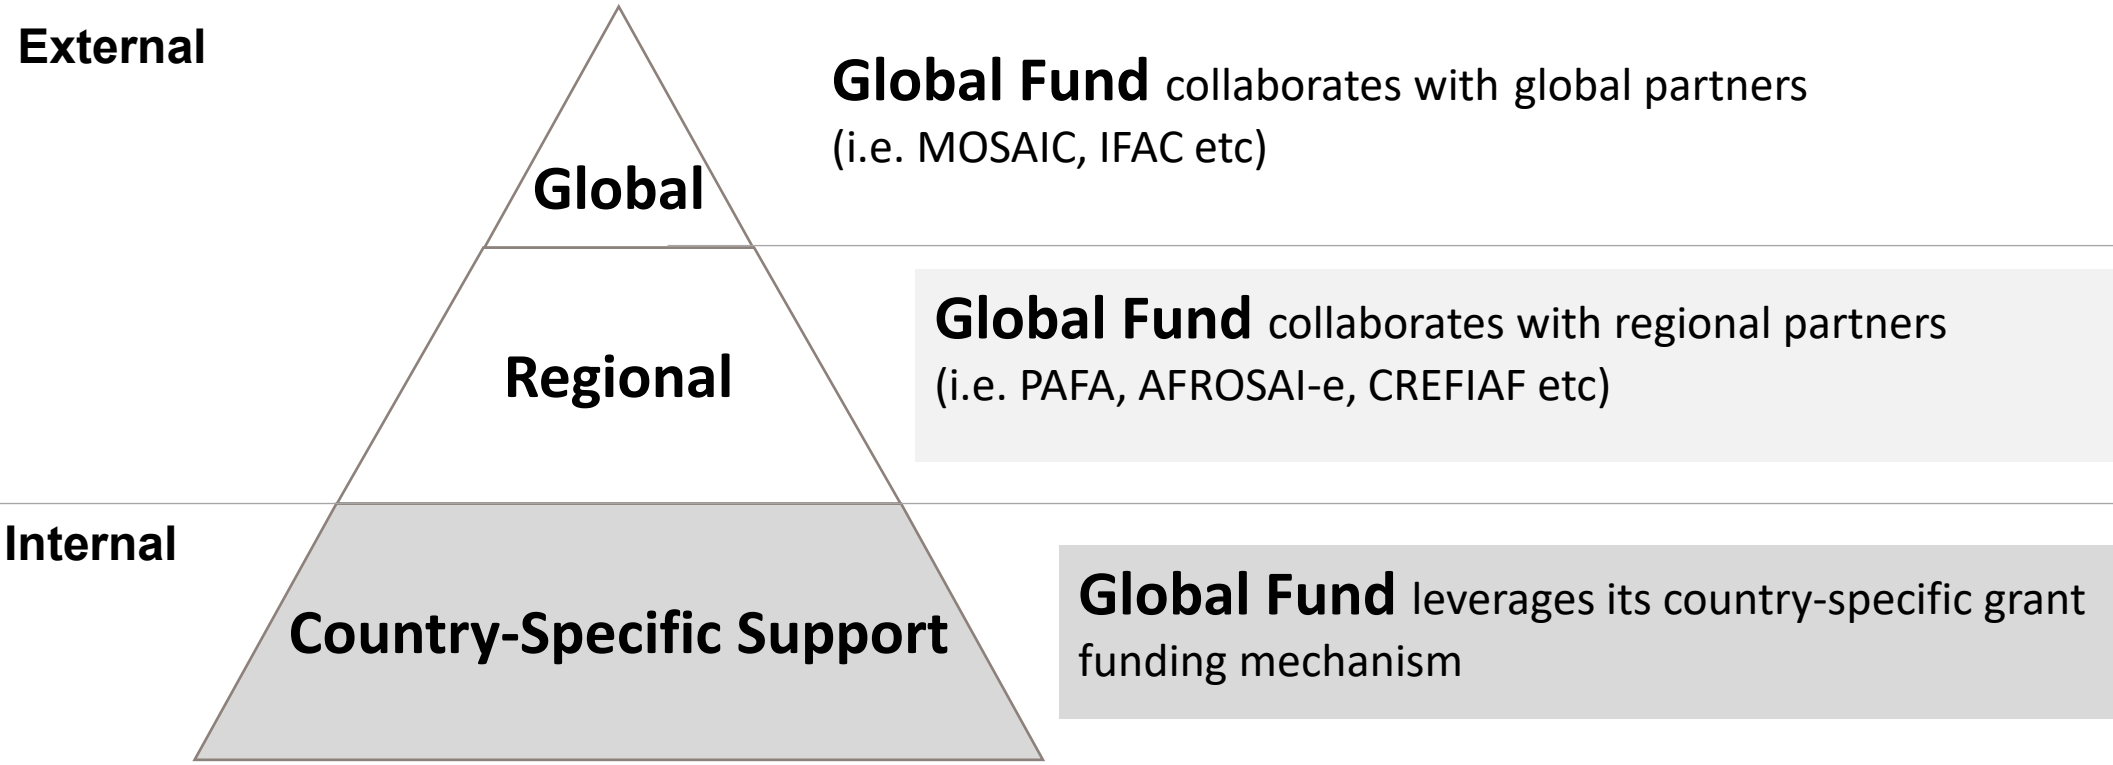 External
Global Fund collaborates with global partners
(i.e. MOSAIC, IFAC etc)
Global
Global Fund collaborates with regional partners
(i.e. PAFA, AFROSAI-e, CREFIAF etc)
Regional
Internal
Country-Specific Support
Global Fund leverages its country-specific grant
funding mechanism